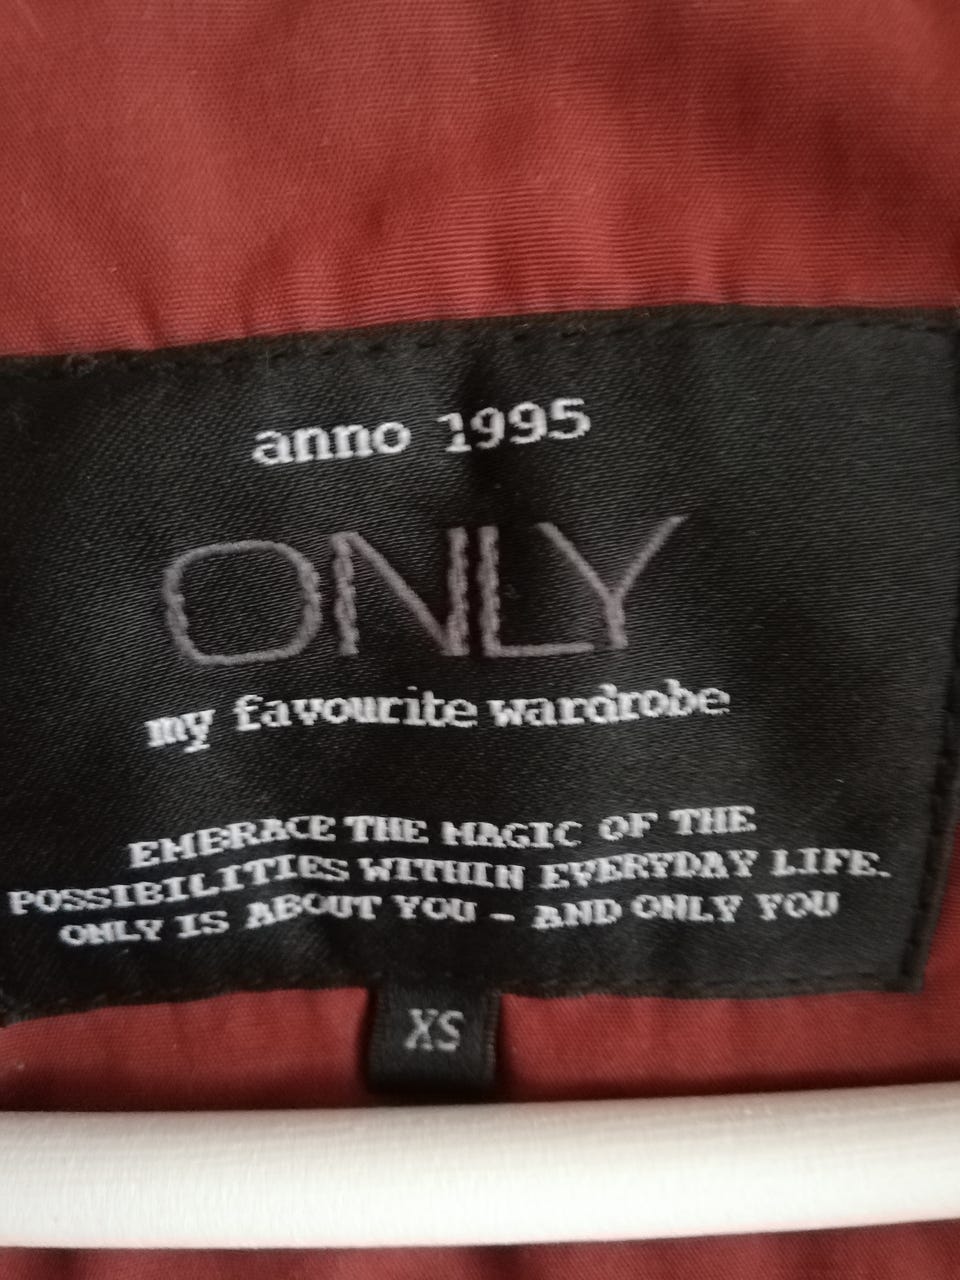 anno 1995
ONLY
my favourite wardrobe
EMBRACE THE MAGIC OF THE
POSSIBILITIES WITHIN EVERYDAY LIFE.
ONLY IS ABOUT YOU - AND ONLY YOU
XS